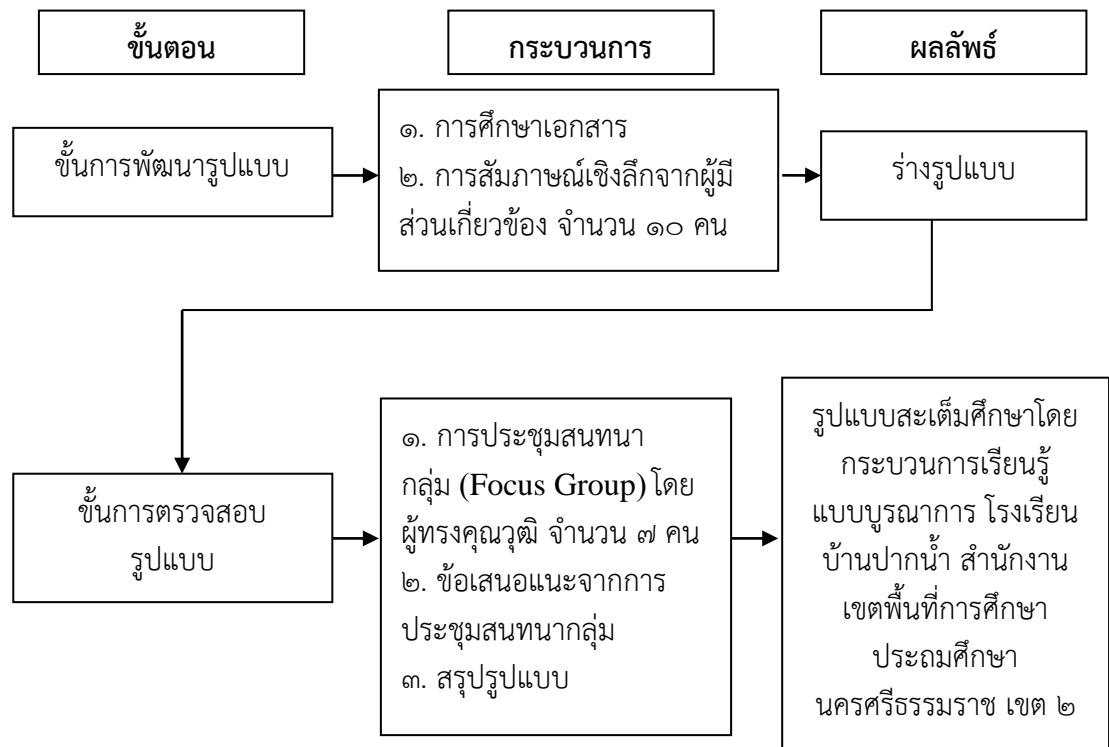 ขั้นตอน
กระบวนการ
ผลลัพธ์
ขั้นการพัฒนารูปแบบ
๑. การศึกษาเอกสาร
๒. การสัมภาษณ์เชิงลึกจากผู้มี
ส่วนเกี่ยวข้อง จำนวน ๑๐ คน
ร่างรูปแบบ
ขั้นการตรวจสอบ
รูปแบบ
๑. การประชุมสนทนา
กลุ่ม (Focus Group) โดย
ผู้ทรงคุณวุฒิ จำนวน ๗ คน
๒. ข้อเสนอแนะจากการ
ประชุมสนทนากลุ่ม
๓. สรุปรูปแบบ
รูปแบบสะเต็มศึกษาโดย
กระบวนการเรียนรู้
แบบบูรณาการ โรงเรียน
บ้านปากน้ำ สำนักงาน
เขตพื้นที่การศึกษา
ประถมศึกษา
นครศรีธรรมราช เขต ๒